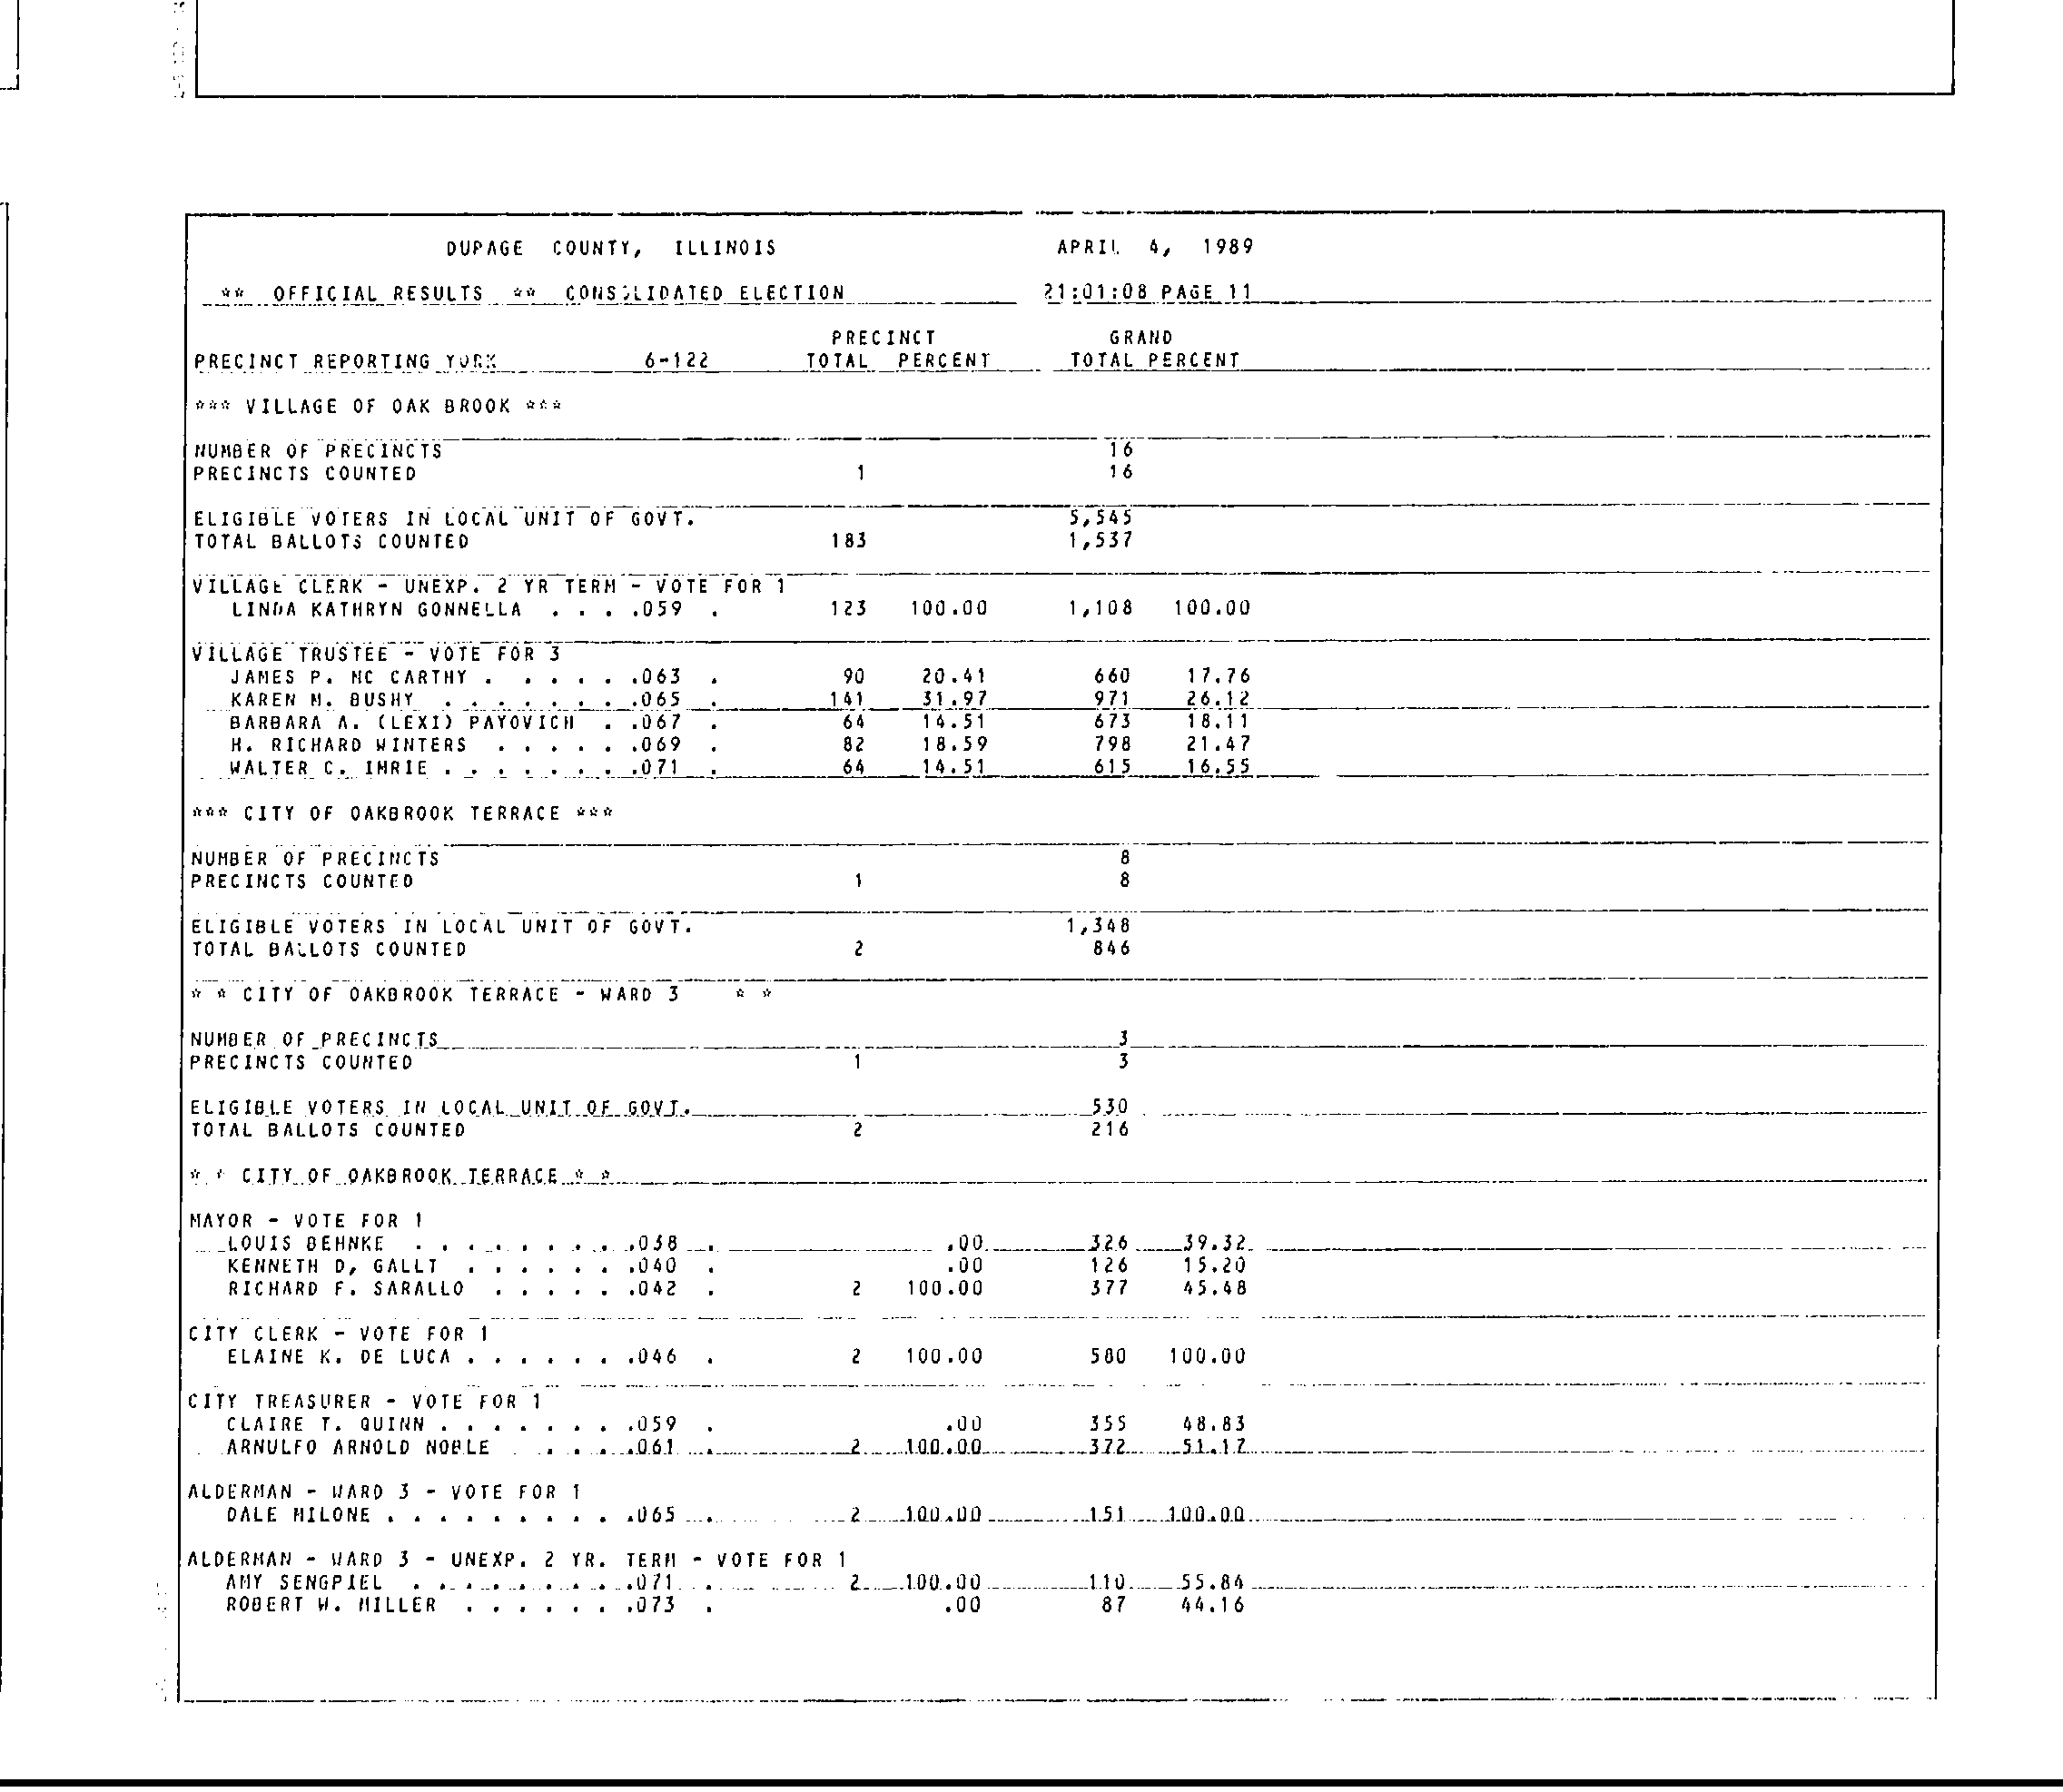 DUPAGE COUNTY, ILLINOIS APRIL 4, 1989
** OFFICIAL RESULTS ** CONSOLIDATED ELECTION 21:01:08 PAGE 11
PRECINCT GRAND
PRECINCT REPORTING YORK 6-122 TOTAL PERCENT TOTAL PERCENT
*** VILLAGE OF OAK BROOK ***
NUMBER OF PRECINCTS 16
PRECINCTS COUNTED 1 16
ELIGIBLE VOTERS IN LOCAL UNIT OF GOVT. 5,545
TOTAL BALLOTS COUNTED 183 1,537
VILLAGE CLERK - UNEXP. 2 YR TERM - VOTE FOR 1
LINDA KATHRYN GONNELLA . . . .059 . 123 100.00 1,108 100.00
VILLAGE TRUSTEE - VOTE FOR 3
JAMES P. MC CARTHY . . . . . .063 . 90 20.41 660 17.76
KAREN M. BUSHY . . . . . . . .065 . 141 31.97 971 26.12
BARBARA A. (LEXI) PAYOVICH . .067 . 64 14.51 673 18.11
H. RICHARD WINTERS . . . . . .069 . 82 18.59 798 21.47
WALTER C. IMRIE . . . . . . . .071 . 64 14.51 615 16.55
*** CITY OF OAKBROOK TERRACE ***
NUMBER OF PRECINCTS 8
PRECINCTS COUNTED 1 8
ELIGIBLE VOTERS IN LOCAL UNIT OF GOVT. 1,348
TOTAL BALLOTS COUNTED 2 846
* * CITY OF OAKBROOK TERRACE - WARD 3 * *
NUMBER OF PRECINCTS 3
PRECINCTS COUNTED 1 3
ELIGIBLE VOTERS IN LOCAL UNIT OF GOVT. 530
TOTAL BALLOTS COUNTED 2 216
* * CITY OF OAKBROOK TERRACE * *
MAYOR - VOTE FOR 1
LOUIS BEHNKE . . . . . . . . .038 . .00 326 39.32
KENNETH D, GALLT . . . . . . .040 . .00 126 15.20
RICHARD F. SARALLO . . . . . .042 . 2 100.00 377 45.48
CITY CLERK - VOTE FOR 1
ELAINE K. DE LUCA . . . . . . .046 . 2 100.00 580 100.00
CITY TREASURER - VOTE FOR 1
CLAIRE T. QUINN . . . . . . . .059 . .00 355 48.83
ARNULFO ARNOLD NOBLE . . . . .061 . 2 100.00 372 51.17
ALDERMAN - WARD 3 - VOTE FOR 1
DALE MILONE . . . . . . . . . .065 . 2 100.00 151 100.00
ALDERMAN - WARD 3 - UNEXP. 2 YR. TERM - VOTE FOR 1
AMY SENGPIEL . . . . . . . . .071 . 2 100.00 110 55.84
ROBERT W. MILLER . . . . . . .073 . .00 87 44.16